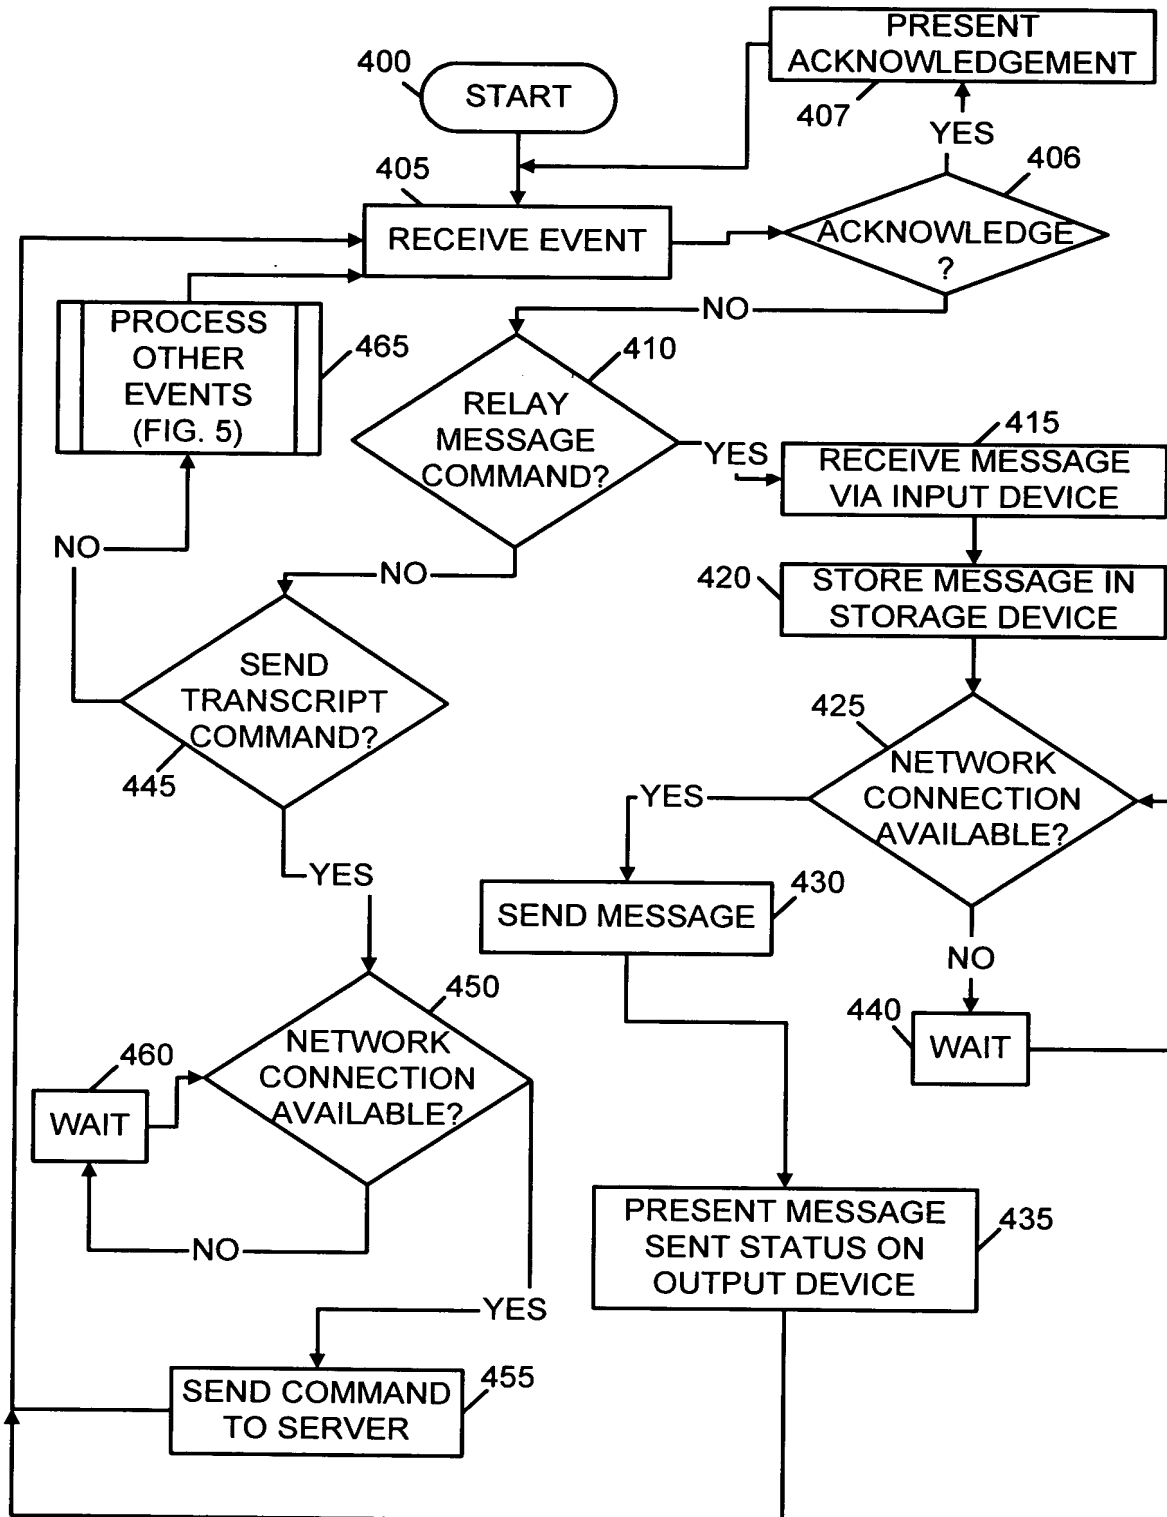 PRESENT
ACKNOWLEDGEMENT
407
400
START
YES
406
405
RECEIVE EVENT
ACKNOWLEDGE
?
NO
PROCESS
OTHER
EVENTS
(FIG. 5)
465
410
RELAY
MESSAGE
COMMAND?
YES
415
RECEIVE MESSAGE
VIA INPUT DEVICE
NO
NO
420
STORE MESSAGE IN
STORAGE DEVICE
SEND
TRANSCRIPT
COMMAND?
445
425
NETWORK
CONNECTION
AVAILABLE?
YES
YES
430
SEND MESSAGE
NO
450
NETWORK
CONNECTION
AVAILABLE?
440
WAIT
460
WAIT
NO
435
PRESENT MESSAGE
SENT STATUS ON
OUTPUT DEVICE
YES
455
SEND COMMAND
TO SERVER